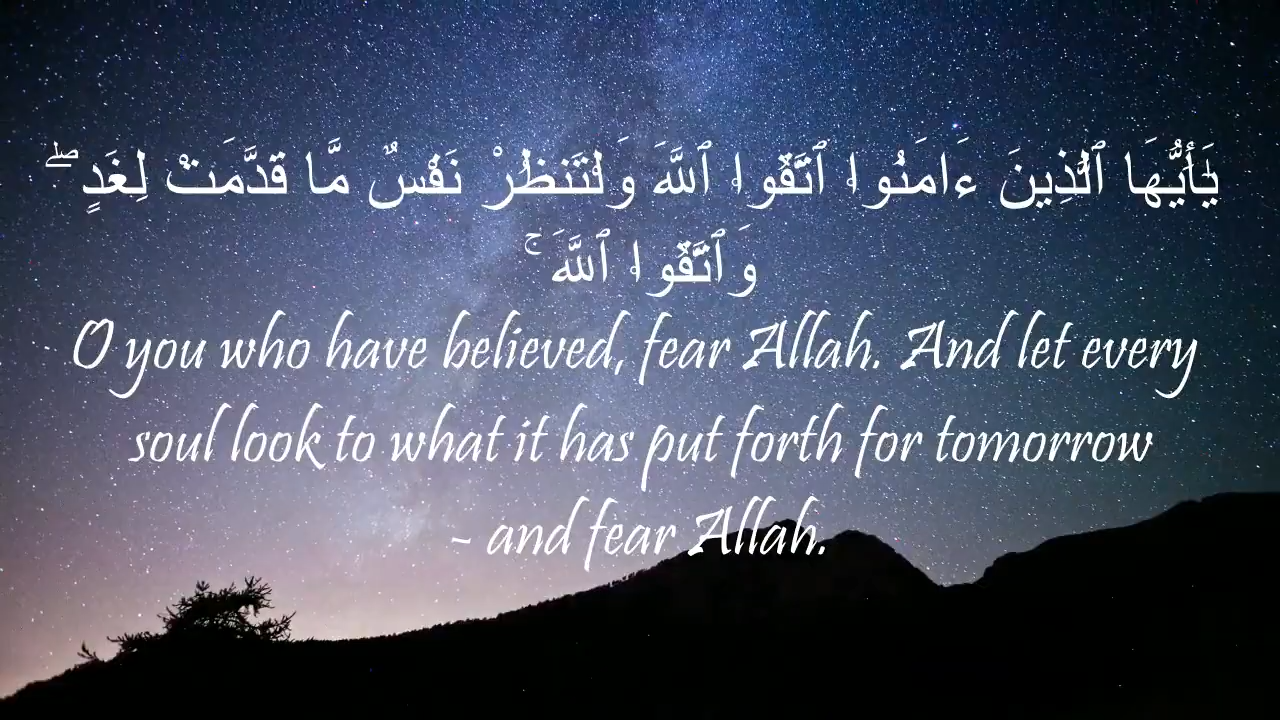 يَٰٓأَيُّهَا ٱلَّذِينَ ءَامَنُوا۟ ٱتَّقُوا۟ ٱللَّهَ وَلْتَنظُرْ نَفْسٌ مَّا قَدَّمَتْ لِغَدٍ ۖ
وَٱتَّقُوا۟ ٱللَّهَ ۚ
O you who have believed, fear Allah. And let every
soul look to what it has put forth for tomorrow
- and fear Allah.